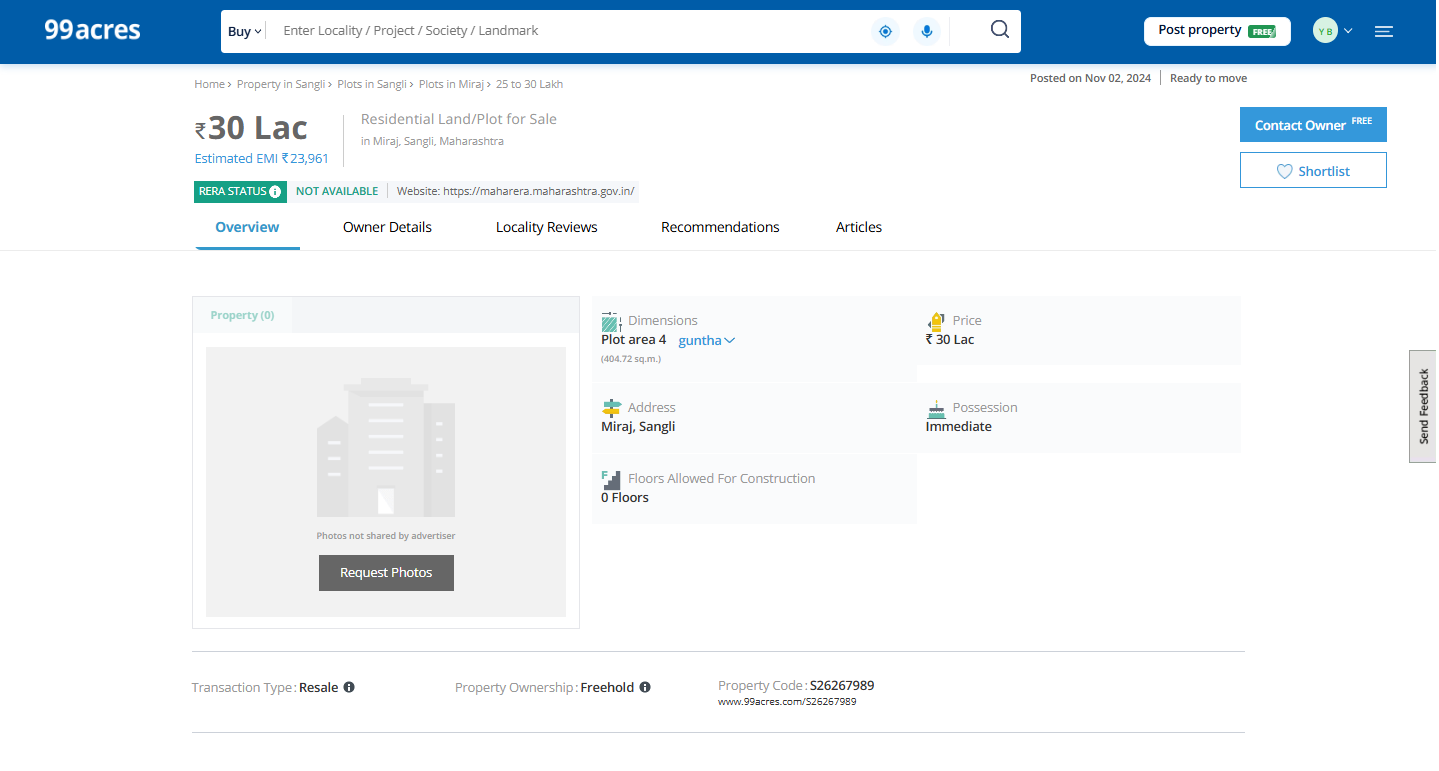 99acres
Buy
Enter Locality / Project / Society / Landmark
Post property FREE
Y B
Home › Property in Sangli › Plots in Sangli › Plots in Miraj › 25 to 30 Lakh
Posted on Nov 02, 2024 | Ready to move
₹30 Lac
Estimated EMI ₹23,961
Residential Land/Plot for Sale
in Miraj, Sangli, Maharashtra
Contact Owner FREE
Shortlist
RERA STATUS i NOT AVAILABLE | Website: https://maharera.maharashtra.gov.in/
Overview Owner Details Locality Reviews Recommendations Articles
Property (0)
Photos not shared by advertiser
Request Photos
Dimensions
Plot area 4 guntha
(404.72 sq.m.)
Price
₹ 30 Lac
Address
Miraj, Sangli
Possession
Immediate
F
Floors Allowed For Construction
0 Floors
Send Feedback
Transaction Type : Resale i
Property Ownership : Freehold i
Property Code : S26267989
www.99acres.com/S26267989